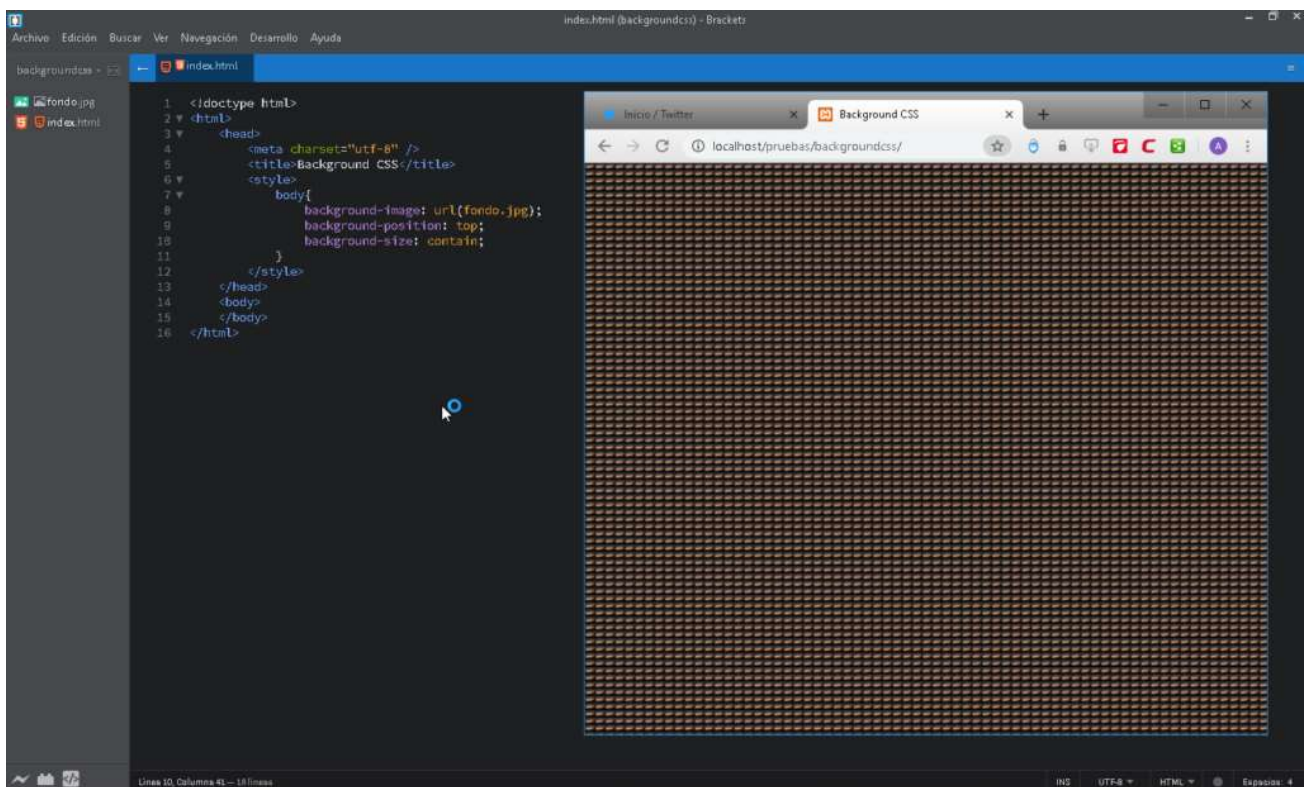 index.html (backgroundcss) - Brackets
Archivo Edición Buscar Ver Navegación Desarrollo Ayuda
backgroundcss
index.html
fondo.jpg
index.html
1 <!doctype html>
2 <html>
3 <head>
4 <meta charset="utf-8" />
5 <title>Background CSS</title>
6 <style>
7 body{
8 background-image: url(fondo.jpg);
9 background-position: top;
10 background-size: contain;
11 }
12 </style>
13 </head>
14 <body>
15 </body>
16 </html>
Inicio / Twitter
Background CSS
localhost/pruebas/backgroundcss/
A
Línea 10, Columna 41 — 16 líneas
INS UTF-8 HTML Espacios: 4